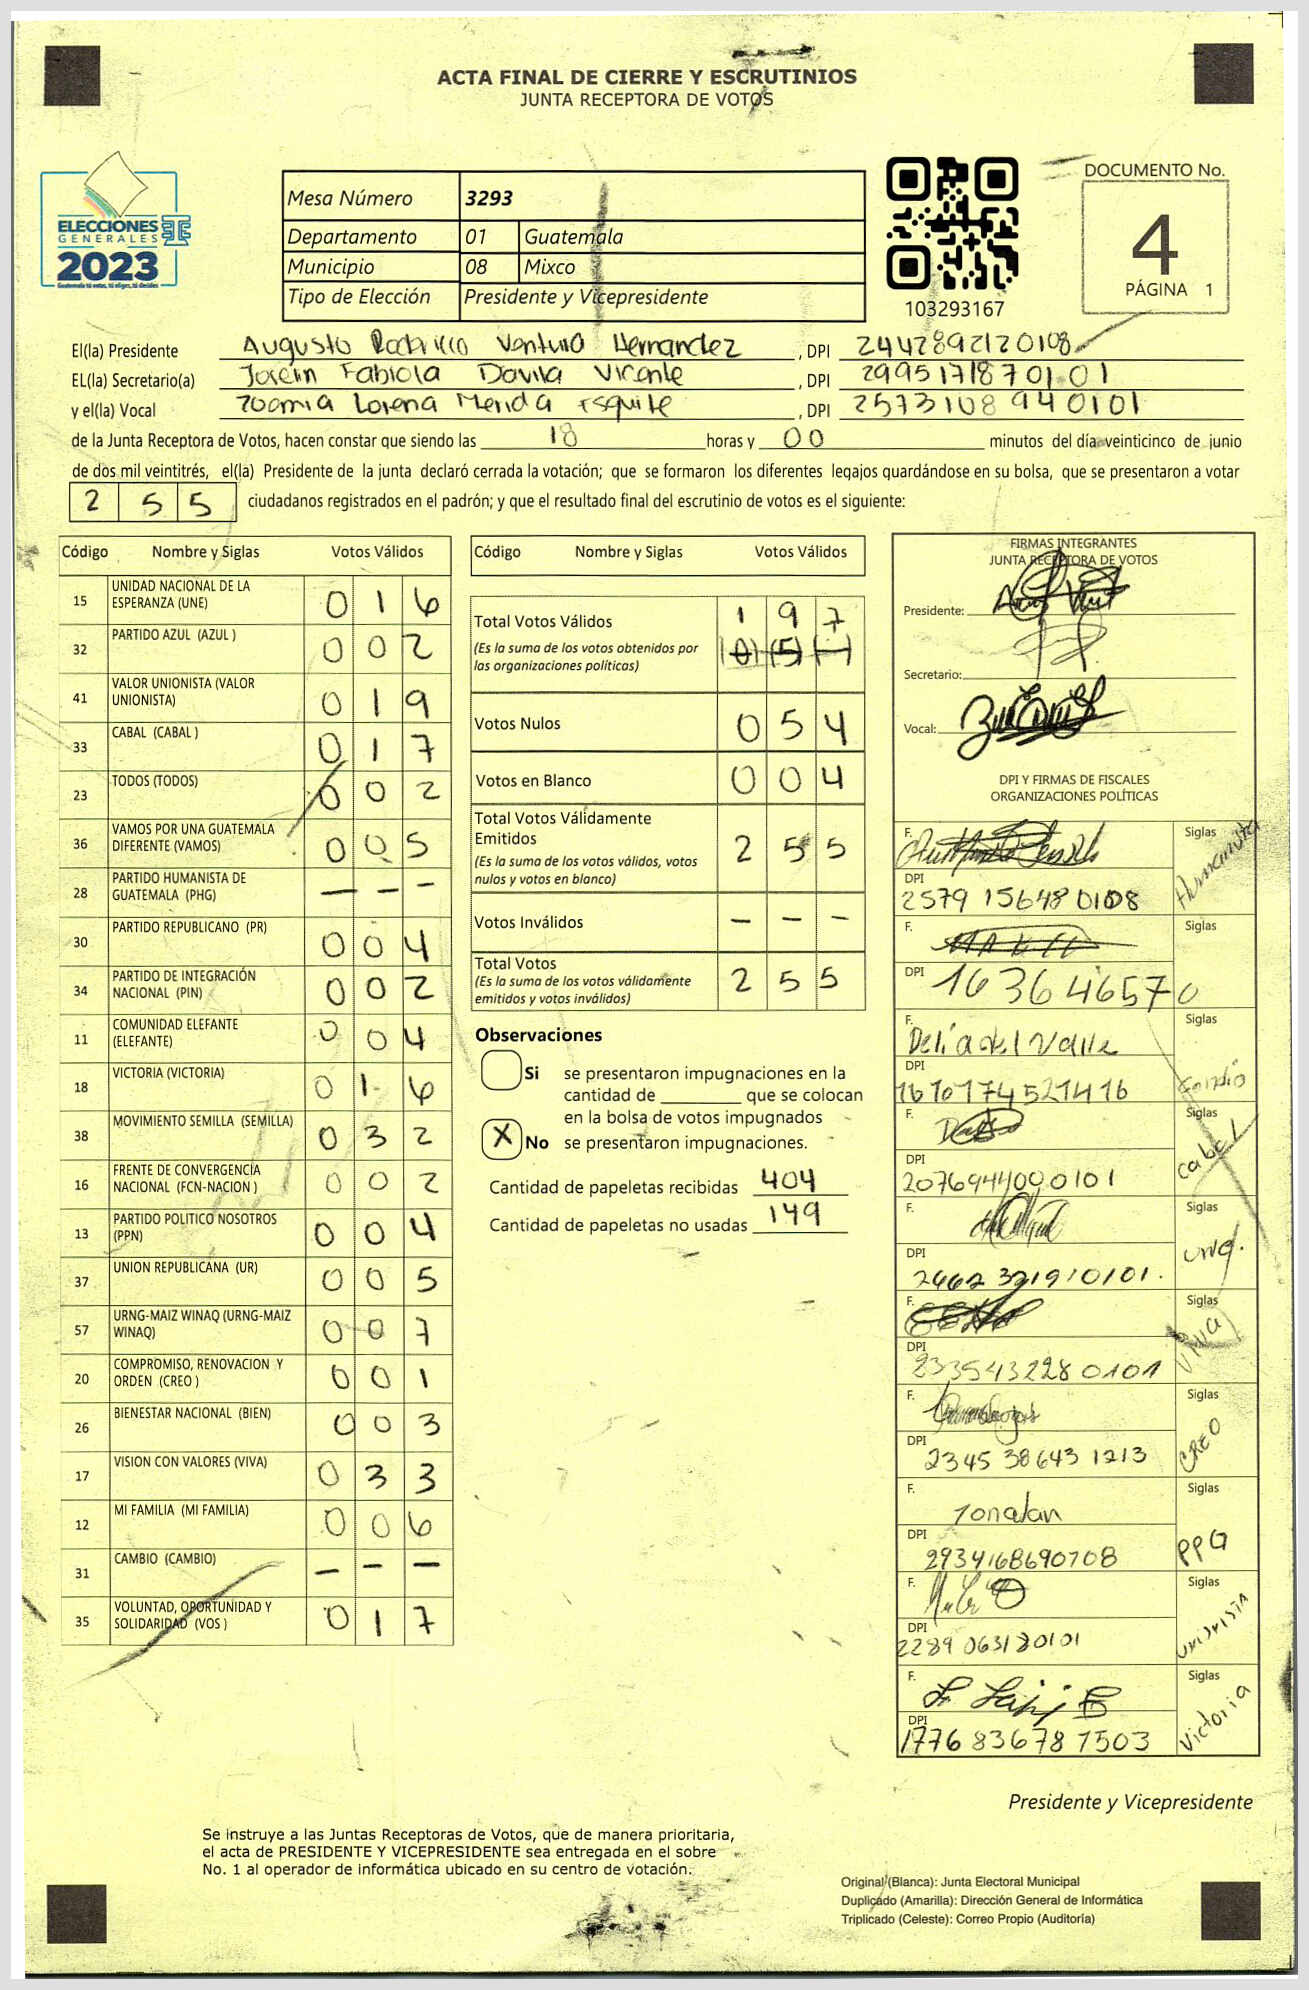 ACTA FINAL DE CIERRE Y ESCRUTINIOS
JUNTA RECEPTORA DE VOTOS
ELECCIONES
GENERALES
2023
Guatemala tú votas, tú eliges, tú decides
Mesa Número 3293
Departamento 01 Guatemala
Municipio 08 Mixco
Tipo de Elección Presidente y Vicepresidente
103293167
DOCUMENTO No.
4
PÁGINA 1
El(la) Presidente Augusto Rodrigo Ventura Hernandez, DPI 2442892120108
EL(la) Secretario(a) Joselin Fabiola Davila Vicente, DPI 2995171870101
y el(la) Vocal Zoemia Lorena Merida Esquite, DPI 2573108940101
de la Junta Receptora de Votos, hacen constar que siendo las 18 horas y 00 minutos del día veinticinco de junio
de dos mil veintitrés, el(la) Presidente de la junta declaró cerrada la votación; que se formaron los diferentes legajos guardándose en su bolsa, que se presentaron a votar
2 5 5 ciudadanos registrados en el padrón; y que el resultado final del escrutinio de votos es el siguiente:
Código Nombre y Siglas Votos Válidos
15 UNIDAD NACIONAL DE LA ESPERANZA (UNE) 0 1 6
32 PARTIDO AZUL (AZUL ) 0 0 2
41 VALOR UNIONISTA (VALOR UNIONISTA) 0 1 9
33 CABAL (CABAL ) 0 1 7
23 TODOS (TODOS) 0 0 2
36 VAMOS POR UNA GUATEMALA DIFERENTE (VAMOS) 0 0 5
28 PARTIDO HUMANISTA DE GUATEMALA (PHG) — — —
30 PARTIDO REPUBLICANO (PR) 0 0 4
34 PARTIDO DE INTEGRACIÓN NACIONAL (PIN) 0 0 2
11 COMUNIDAD ELEFANTE (ELEFANTE) 0 0 4
18 VICTORIA (VICTORIA) 0 1 6
38 MOVIMIENTO SEMILLA (SEMILLA) 0 3 2
16 FRENTE DE CONVERGENCIA NACIONAL (FCN-NACION ) 0 0 2
13 PARTIDO POLITICO NOSOTROS (PPN) 0 0 4
37 UNION REPUBLICANA (UR) 0 0 5
57 URNG-MAIZ WINAQ (URNG-MAIZ WINAQ) 0 0 7
20 COMPROMISO, RENOVACION Y ORDEN (CREO ) 0 0 1
26 BIENESTAR NACIONAL (BIEN) 0 0 3
17 VISION CON VALORES (VIVA) 0 3 3
12 MI FAMILIA (MI FAMILIA) 0 0 6
31 CAMBIO (CAMBIO) — — —
35 VOLUNTAD, OPORTUNIDAD Y SOLIDARIDAD (VOS ) 0 1 7
Código Nombre y Siglas Votos Válidos
Total Votos Válidos 1 9 7
(Es la suma de los votos obtenidos por
las organizaciones políticas)
Votos Nulos 0 5 4
Votos en Blanco 0 0 4
Total Votos Válidamente
Emitidos 2 5 5
(Es la suma de los votos válidos, votos
nulos y votos en blanco)
Votos Inválidos — — —
Total Votos 2 5 5
(Es la suma de los votos válidamente
emitidos y votos inválidos)
Observaciones
Si se presentaron impugnaciones en la
cantidad de ________ que se colocan
en la bolsa de votos impugnados
X No se presentaron impugnaciones.
Cantidad de papeletas recibidas 404
Cantidad de papeletas no usadas 149
FIRMAS INTEGRANTES
JUNTA RECEPTORA DE VOTOS
Presidente:
Secretario:
Vocal:
DPI Y FIRMAS DE FISCALES
ORGANIZACIONES POLÍTICAS
F. Siglas Humanista
DPI 2579 156480108
F. Siglas
DPI 163646570
F. Delia del Valle Siglas
DPI 1610174521416
F. Siglas cabal
DPI 2076944000101
F. Siglas
DPI 2462 321910101.
F. Siglas VIVA
DPI 2335432280101
F. Siglas CREO
DPI 2345 38643 1213
F. Yonatan Siglas PPG
DPI 2934168690708
F. Siglas unionista
DPI 2289 063180101
F. Siglas Victoria
DPI 1776 83678 1503
Presidente y Vicepresidente
Se instruye a las Juntas Receptoras de Votos, que de manera prioritaria,
el acta de PRESIDENTE Y VICEPRESIDENTE sea entregada en el sobre
No. 1 al operador de informática ubicado en su centro de votación.
Original (Blanca): Junta Electoral Municipal
Duplicado (Amarilla): Dirección General de Informática
Triplicado (Celeste): Correo Propio (Auditoría)